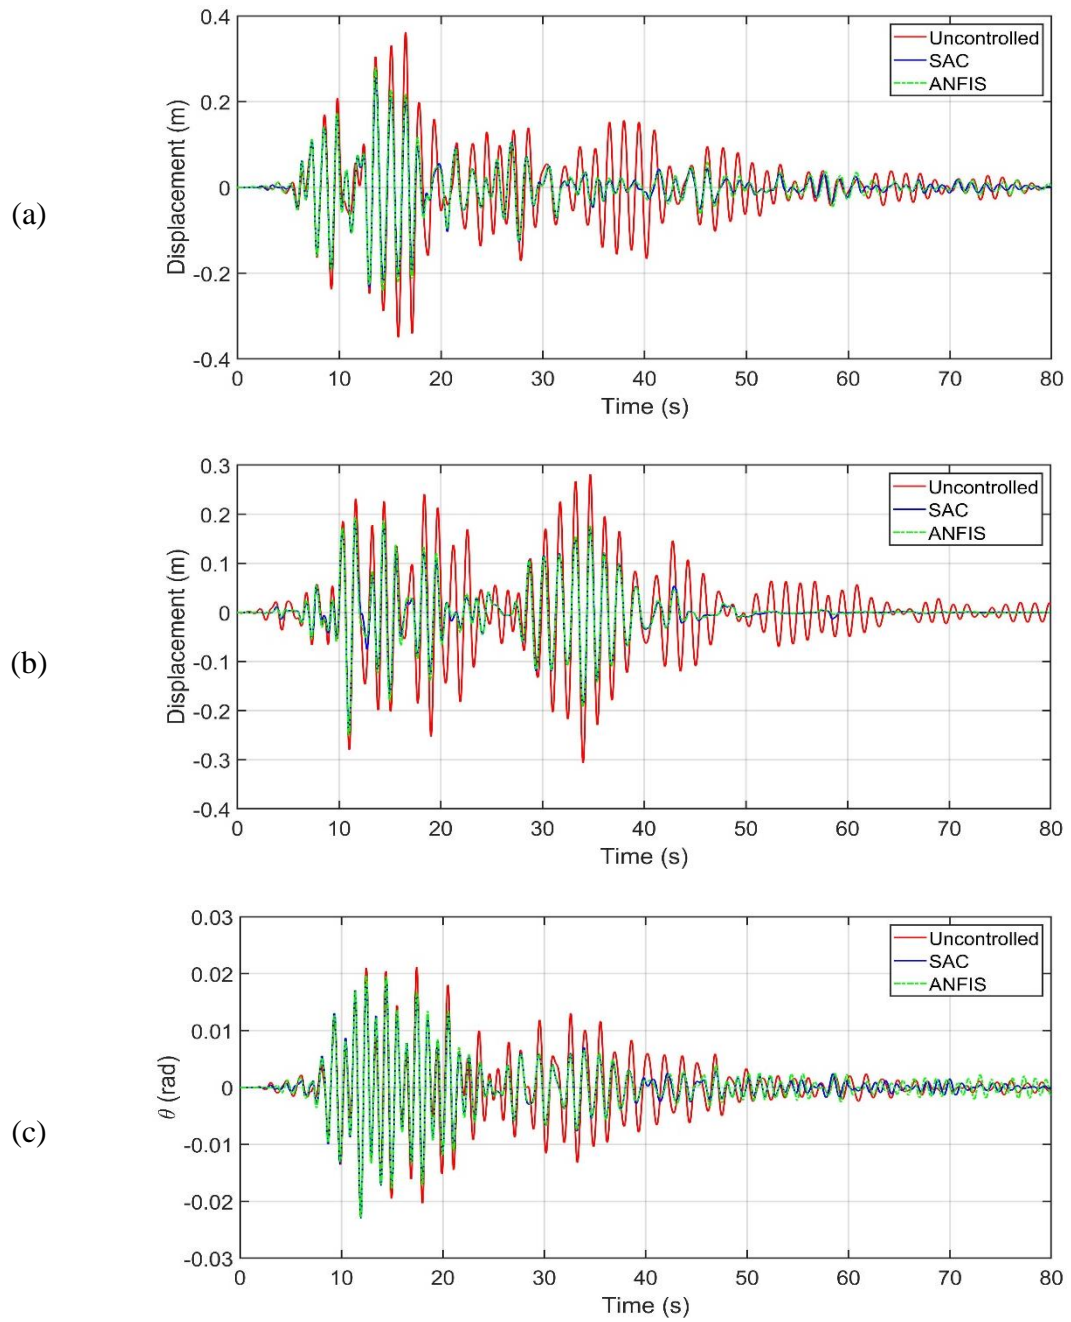 (a)
Displacement (m)
0.4
0.2
0
-0.2
-0.4
Uncontrolled
SAC
ANFIS
0 10 20 30 40 50 60 70 80
Time (s)
(b)
Displacement (m)
0.3
0.2
0.1
0
-0.1
-0.2
-0.3
-0.4
Uncontrolled
SAC
ANFIS
0 10 20 30 40 50 60 70 80
Time (s)
(c)
θ (rad)
0.03
0.02
0.01
0
-0.01
-0.02
-0.03
Uncontrolled
SAC
ANFIS
0 10 20 30 40 50 60 70 80
Time (s)